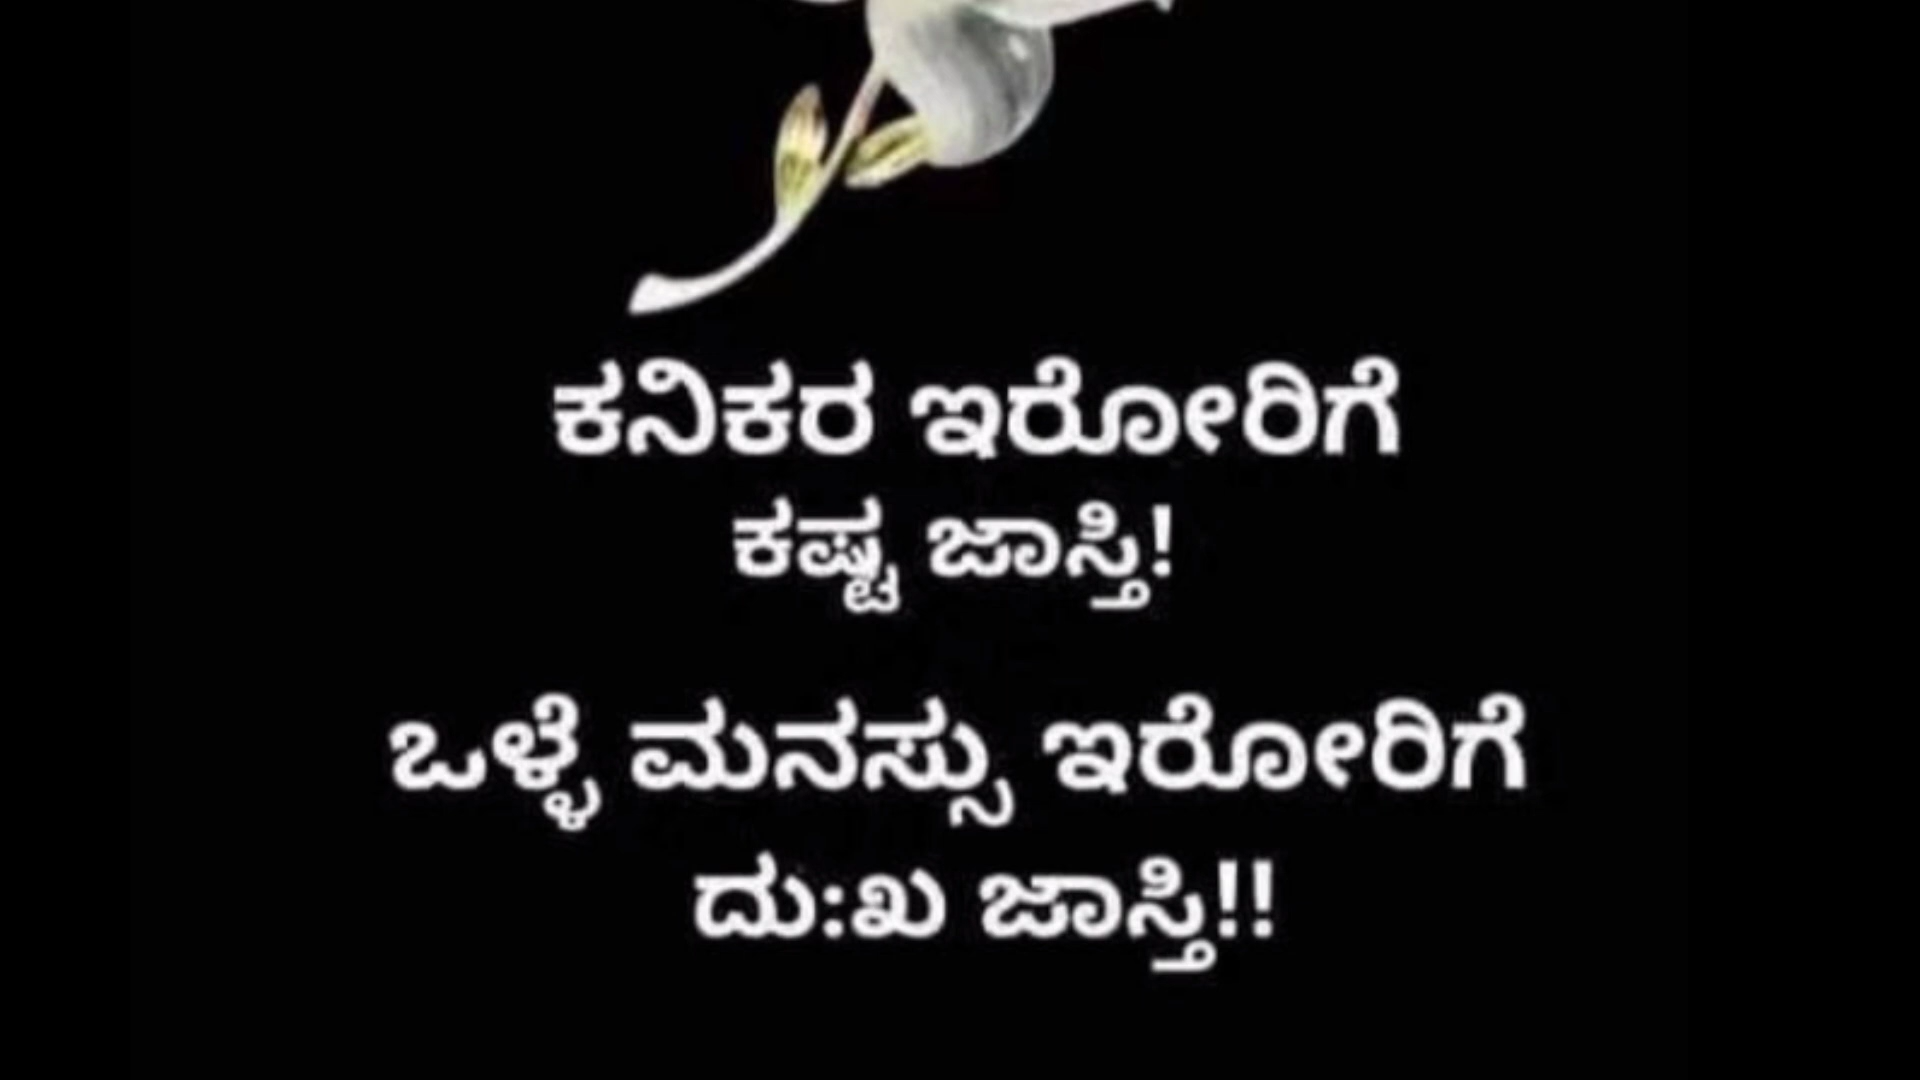 ಕನಿಕರ ಇರೋರಿಗೆ
ಕಷ್ಟ ಜಾಸ್ತಿ!
ಒಳ್ಳೆ ಮನಸ್ಸು ಇರೋರಿಗೆ
ದು:ಖ ಜಾಸ್ತಿ!!